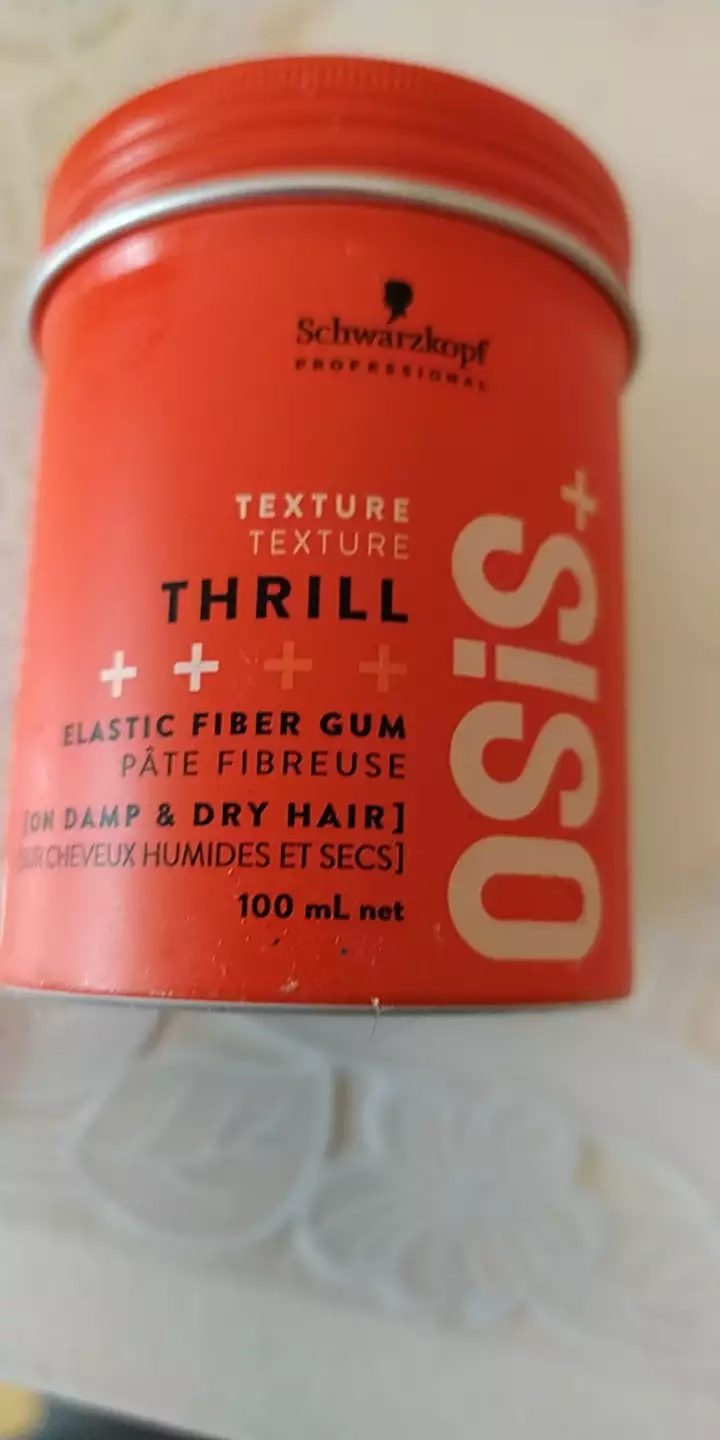 Schwarzkopf
PROFESSIONAL
TEXTURE
TEXTURE
THRILL
++++
ELASTIC FIBER GUM
PÂTE FIBREUSE
[ON DAMP & DRY HAIR]
CHEVEUX HUMIDES ET SECS]
100 mL net
OSiS+